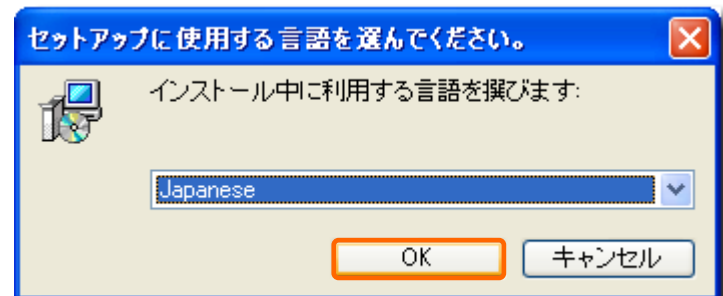 セットアップに使用する言語を選んでください。
インストール中に利用する言語を撰びます:
Japanese
OK
キャンセル